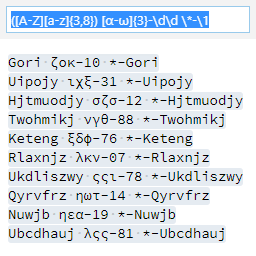 ([A-Z][a-z]{3,8}) [α-ω]{3}-\d\d \*-\1
Gori ζοκ-10 *-Gori
Uipojy ιχξ-31 *-Uipojy
Hjtmuodjy σζσ-12 *-Hjtmuodjy
Twohmikj νγθ-88 *-Twohmikj
Keteng ξδφ-76 *-Keteng
Rlaxnjz λκν-07 *-Rlaxnjz
Ukdliszwy ςςι-78 *-Ukdliszwy
Qyrvfrz ηωτ-14 *-Qyrvfrz
Nuwjb ηεα-19 *-Nuwjb
Ubcdhauj λςς-81 *-Ubcdhauj